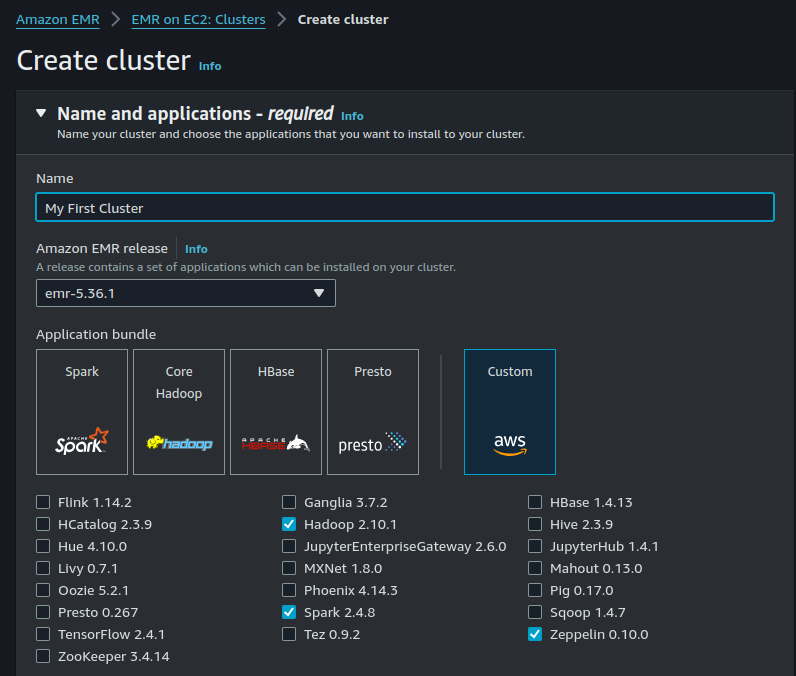 Amazon EMR > EMR on EC2: Clusters > Create cluster
Create cluster Info
Name and applications - required Info
Name your cluster and choose the applications that you want to install to your cluster.
Name
My First Cluster
Amazon EMR release Info
A release contains a set of applications which can be installed on your cluster.
emr-5.36.1
Application bundle
Spark
APACHE
Spark
Core
Hadoop
hadoop
HBase
APACHE
HBASE
Presto
presto
Custom
aws
Flink 1.14.2 Ganglia 3.7.2 HBase 1.4.13
HCatalog 2.3.9 Hadoop 2.10.1 Hive 2.3.9
Hue 4.10.0 JupyterEnterpriseGateway 2.6.0 JupyterHub 1.4.1
Livy 0.7.1 MXNet 1.8.0 Mahout 0.13.0
Oozie 5.2.1 Phoenix 4.14.3 Pig 0.17.0
Presto 0.267 Spark 2.4.8 Sqoop 1.4.7
TensorFlow 2.4.1 Tez 0.9.2 Zeppelin 0.10.0
ZooKeeper 3.4.14